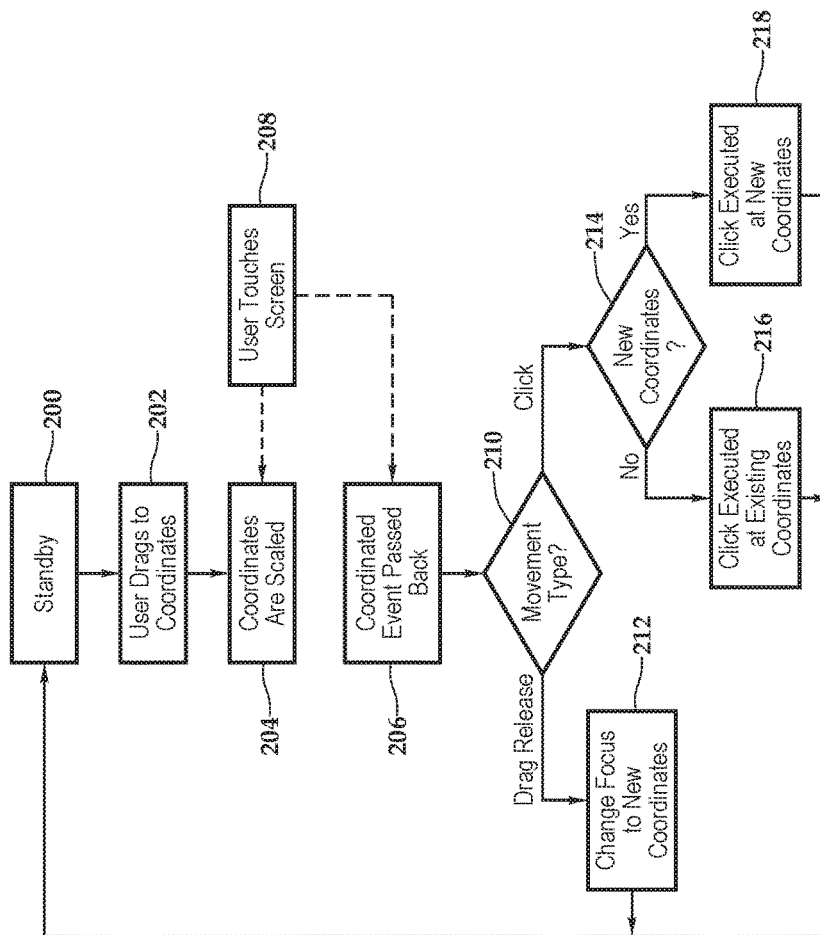 200
Standby
202
User Drags to
Coordinates
204
Coordinates
Are Scaled
208
User Touches
Screen
206
Coordinated
Event Passed
Back
210
Movement
Type?
Drag Release
Click
212
Change Focus
to New
Coordinates
214
New
Coordinates
?
No
Yes
216
Click Executed
at Existing
Coordinates
218
Click Executed
at New
Coordinates